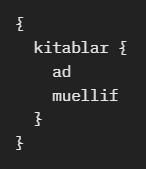 {
  kitablar {
    ad
    muellif
  }
}